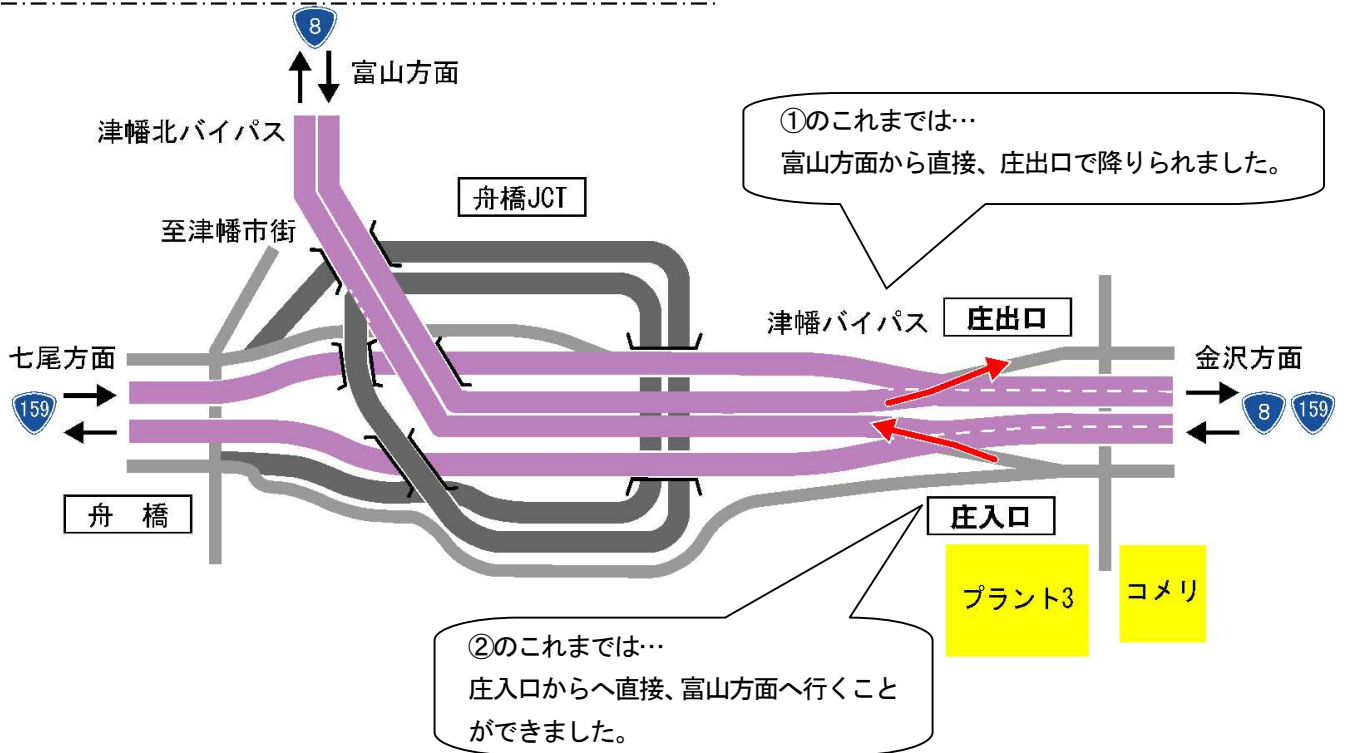 8
富山方面
津幡北バイパス
舟橋JCT
至津幡市街
①のこれまでは…
富山方面から直接、庄出口で降りられました。
津幡バイパス
庄出口
七尾方面
159
金沢方面
8
159
舟 橋
庄入口
プラント3
コメリ
②のこれまでは…
庄入口からへ直接、富山方面へ行くこと
ができました。